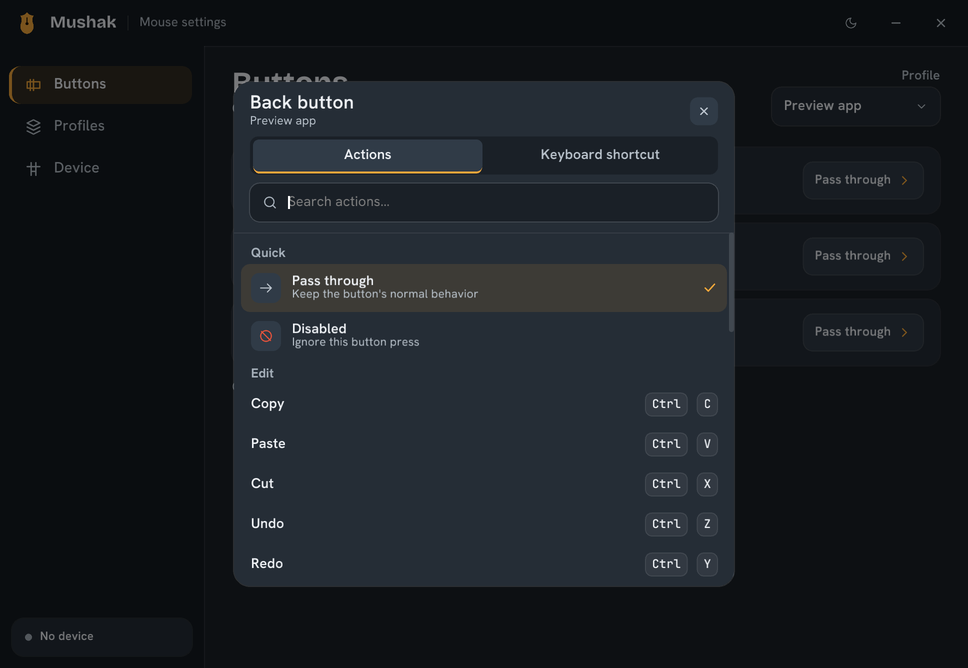 Mushak
Mouse settings
Buttons
Profiles
Device
No device
Buttons
Profile
Preview app
Pass through
Pass through
Pass through
Back button
Preview app
Actions
Keyboard shortcut
Search actions...
Quick
Pass through
Keep the button's normal behavior
Disabled
Ignore this button press
Edit
Copy Ctrl C
Paste Ctrl V
Cut Ctrl X
Undo Ctrl Z
Redo Ctrl Y